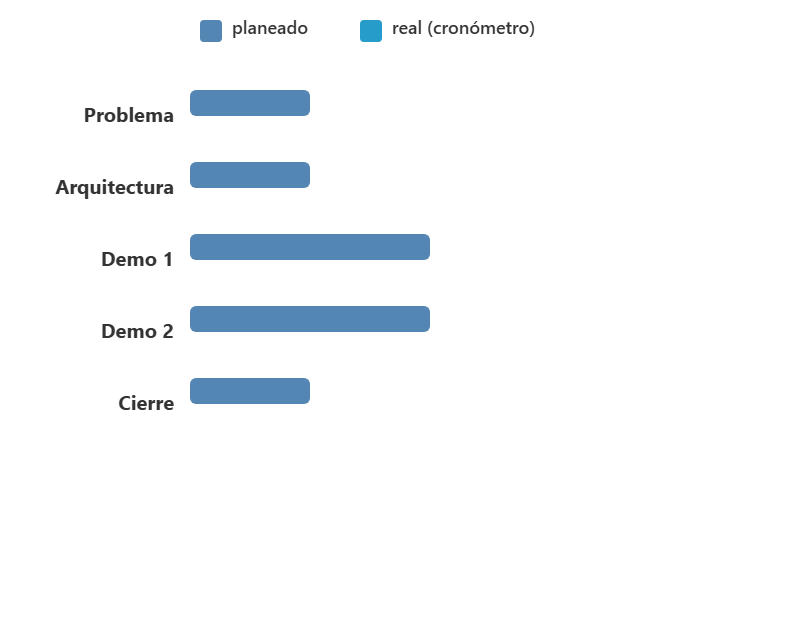 planeado
real (cronómetro)
Problema
Arquitectura
Demo 1
Demo 2
Cierre